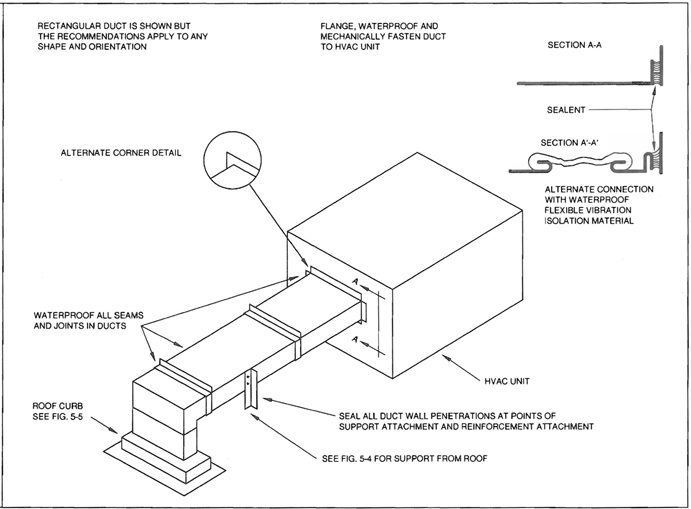 RECTANGULAR DUCT IS SHOWN BUT
THE RECOMMENDATIONS APPLY TO ANY
SHAPE AND ORIENTATION
FLANGE, WATERPROOF AND
MECHANICALLY FASTEN DUCT
TO HVAC UNIT
SECTION A-A
SEALENT
SECTION A'-A'
ALTERNATE CONNECTION
WITH WATERPROOF
FLEXIBLE VIBRATION
ISOLATION MATERIAL
ALTERNATE CORNER DETAIL
A
A
WATERPROOF ALL SEAMS
AND JOINTS IN DUCTS
HVAC UNIT
ROOF CURB
SEE FIG. 5-5
SEAL ALL DUCT WALL PENETRATIONS AT POINTS OF
SUPPORT ATTACHMENT AND REINFORCEMENT ATTACHMENT
SEE FIG. 5-4 FOR SUPPORT FROM ROOF